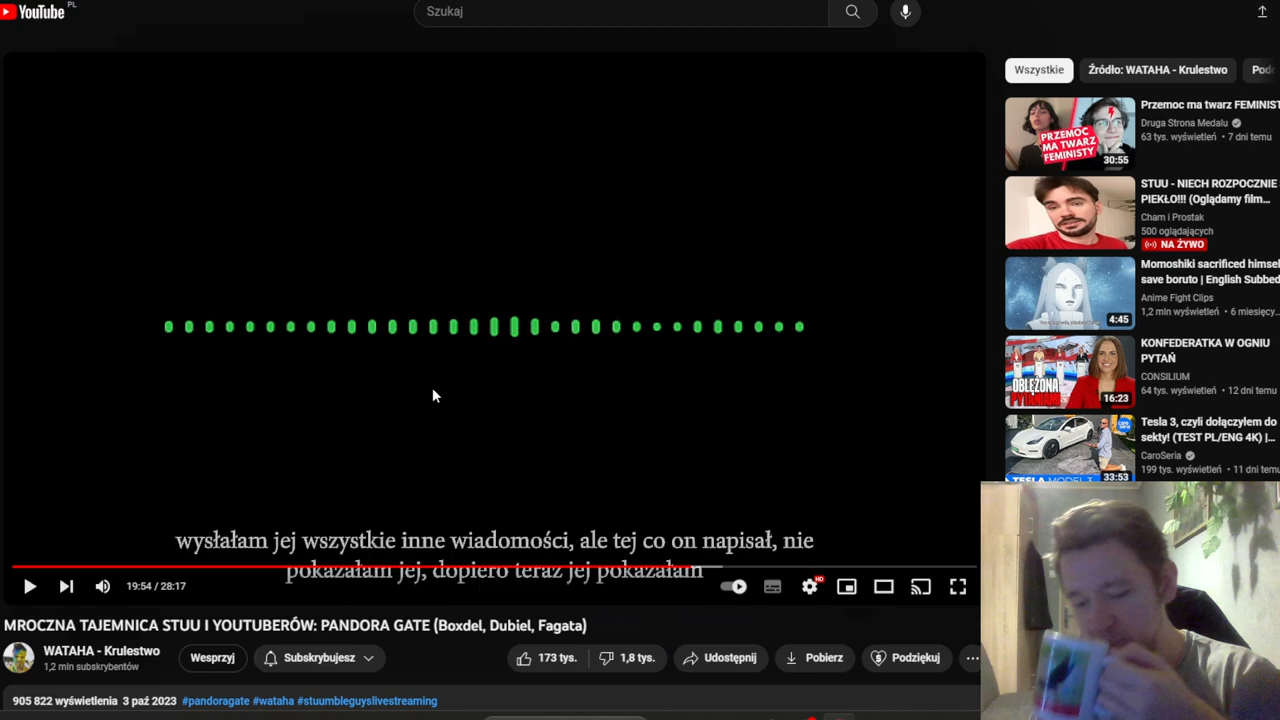 YouTube PL
Szukaj
wysłałam jej wszystkie inne wiadomości, ale tej co on napisał, nie
pokazałam jej, dopiero teraz jej pokazałam
19:54 / 28:17
HD
MROCZNA TAJEMNICA STUU I YOUTUBERÓW: PANDORA GATE (Boxdel, Dubiel, Fagata)
WATAHA - Krulestwo
1,2 mln subskrybentów
Wesprzyj
Subskrybujesz
173 tys.
1,8 tys.
Udostępnij
Pobierz
Podziękuj
905 822 wyświetlenia 3 paź 2023 #pandoragate #wataha #stuumbleguyslivestreaming
Wszystkie
Źródło: WATAHA - Krulestwo
PRZEMOC
MA TWARZ
FEMINISTY
30:55
Przemoc ma twarz FEMINIST
Druga Strona Medalu
63 tys. wyświetleń • 7 dni temu
STUU - NIECH ROZPOCZNIE
PIEKŁO!!! (Oglądamy film...
Cham i Prostak
500 oglądających
NA ŻYWO
4:45
Momoshiki sacrificed himsel
save boruto | English Subbed
Anime Fight Clips
1,2 mln wyświetleń • 6 miesięcy...
OBLĘŻONA
PYTANIAMI
16:23
KONFEDERATKA W OGNIU
PYTAŃ
CONSILIUM
64 tys. wyświetleń • 12 dni temu
TESLA MODEL 3
33:53
Tesla 3, czyli dołączyłem do
sekty! (TEST PL/ENG 4K) |...
CaroSeria
199 tys. wyświetleń • 11 dni temu